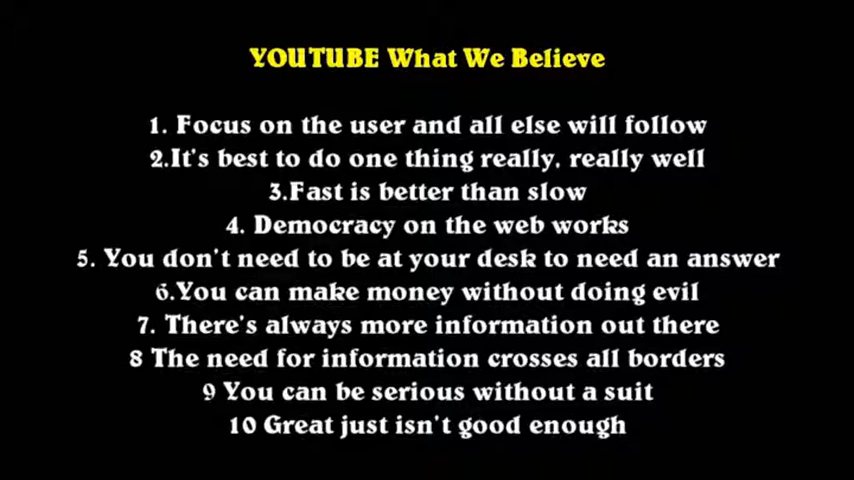 YOUTUBE What We Believe
1. Focus on the user and all else will follow
2.It's best to do one thing really, really well
3.Fast is better than slow
4. Democracy on the web works
5. You don't need to be at your desk to need an answer
6.You can make money without doing evil
7. There's always more information out there
8 The need for information crosses all borders
9 You can be serious without a suit
10 Great just isn't good enough